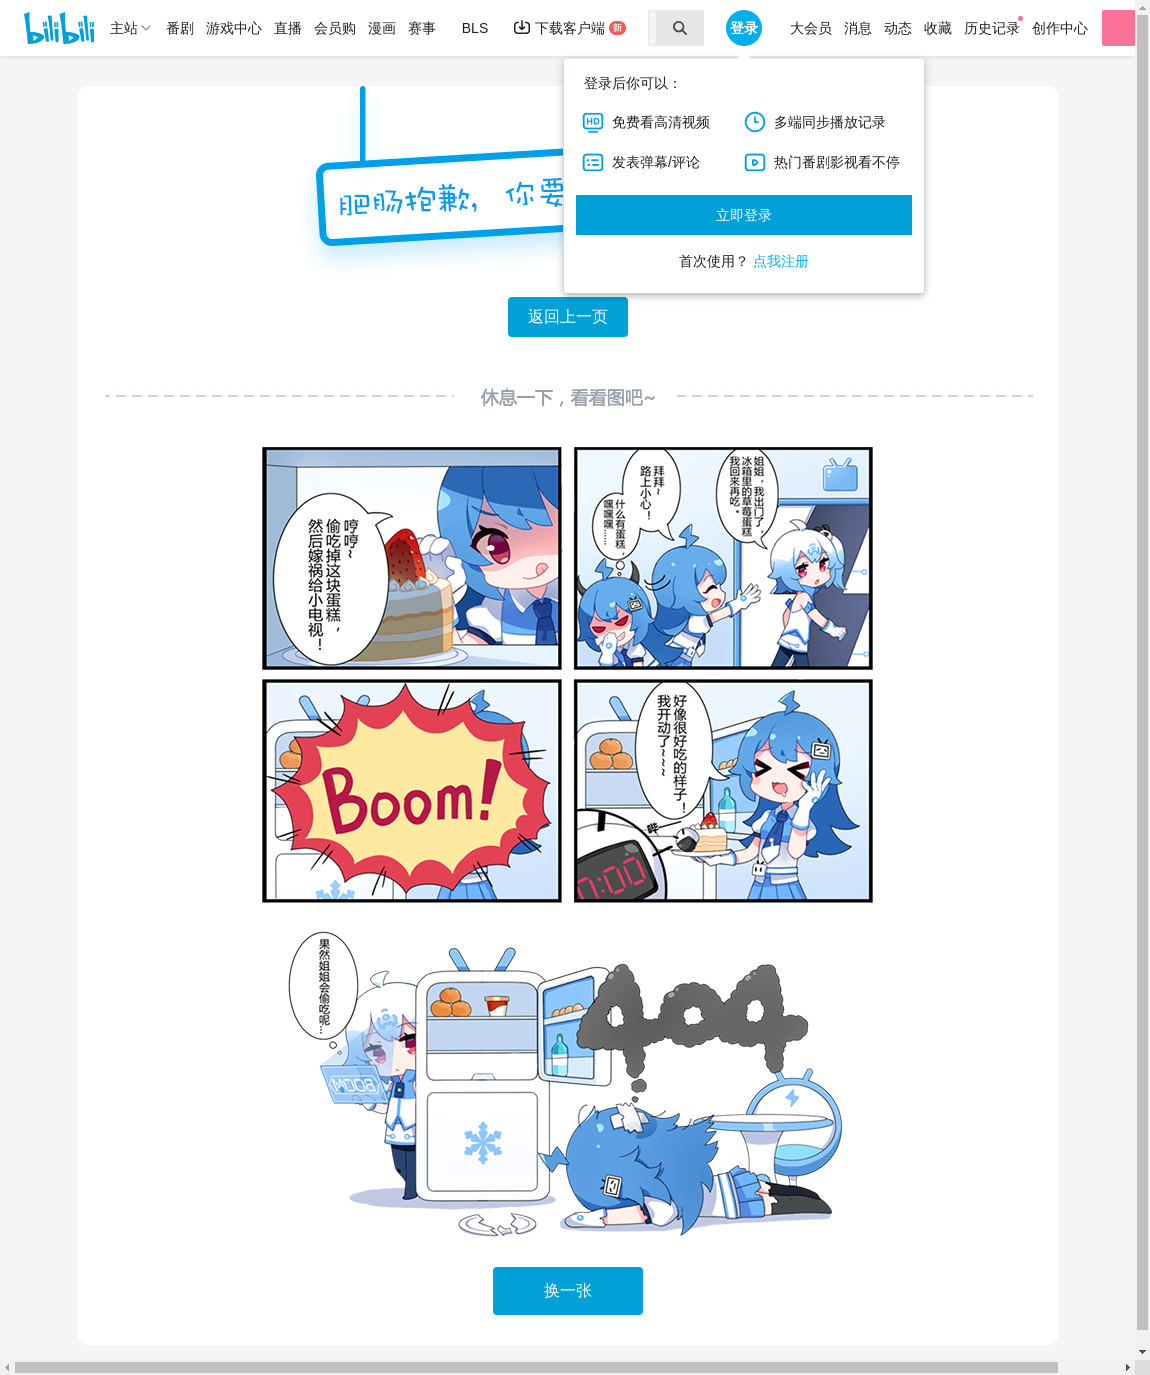 bilibili 主站 番剧 游戏中心 直播 会员购 漫画 赛事 BLS 下载客户端 新 登录 大会员 消息 动态 收藏 历史记录 创作中心
登录后你可以：
HD 免费看高清视频 多端同步播放记录
发表弹幕/评论 热门番剧影视看不停
立即登录
首次使用？ 点我注册
肥肠抱歉，你要
返回上一页
休息一下，看看图吧~
哼哼~
偷吃掉这块蛋糕，
然后嫁祸给小电视！
姐姐，我出门了，
冰箱里的草莓蛋糕
我回来再吃。
拜拜~
路上小心！
什么有蛋糕，
嘿嘿嘿……
Boom!
好像很好吃的样子！
我开动了~~~
哔
0:00
果然姐姐会偷吃呢…
BOOM
404
换一张